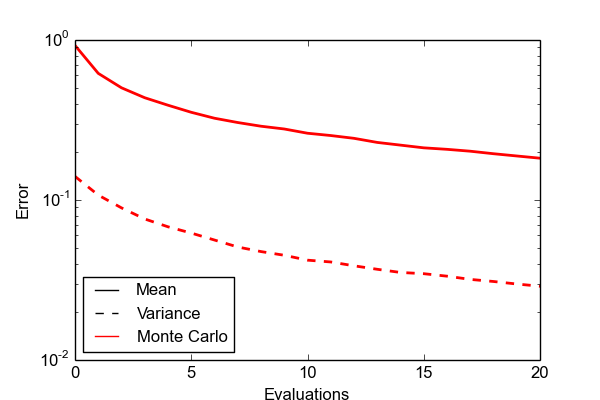 10^0
10^-1
10^-2
Error
Mean
Variance
Monte Carlo
0 5 10 15 20
Evaluations